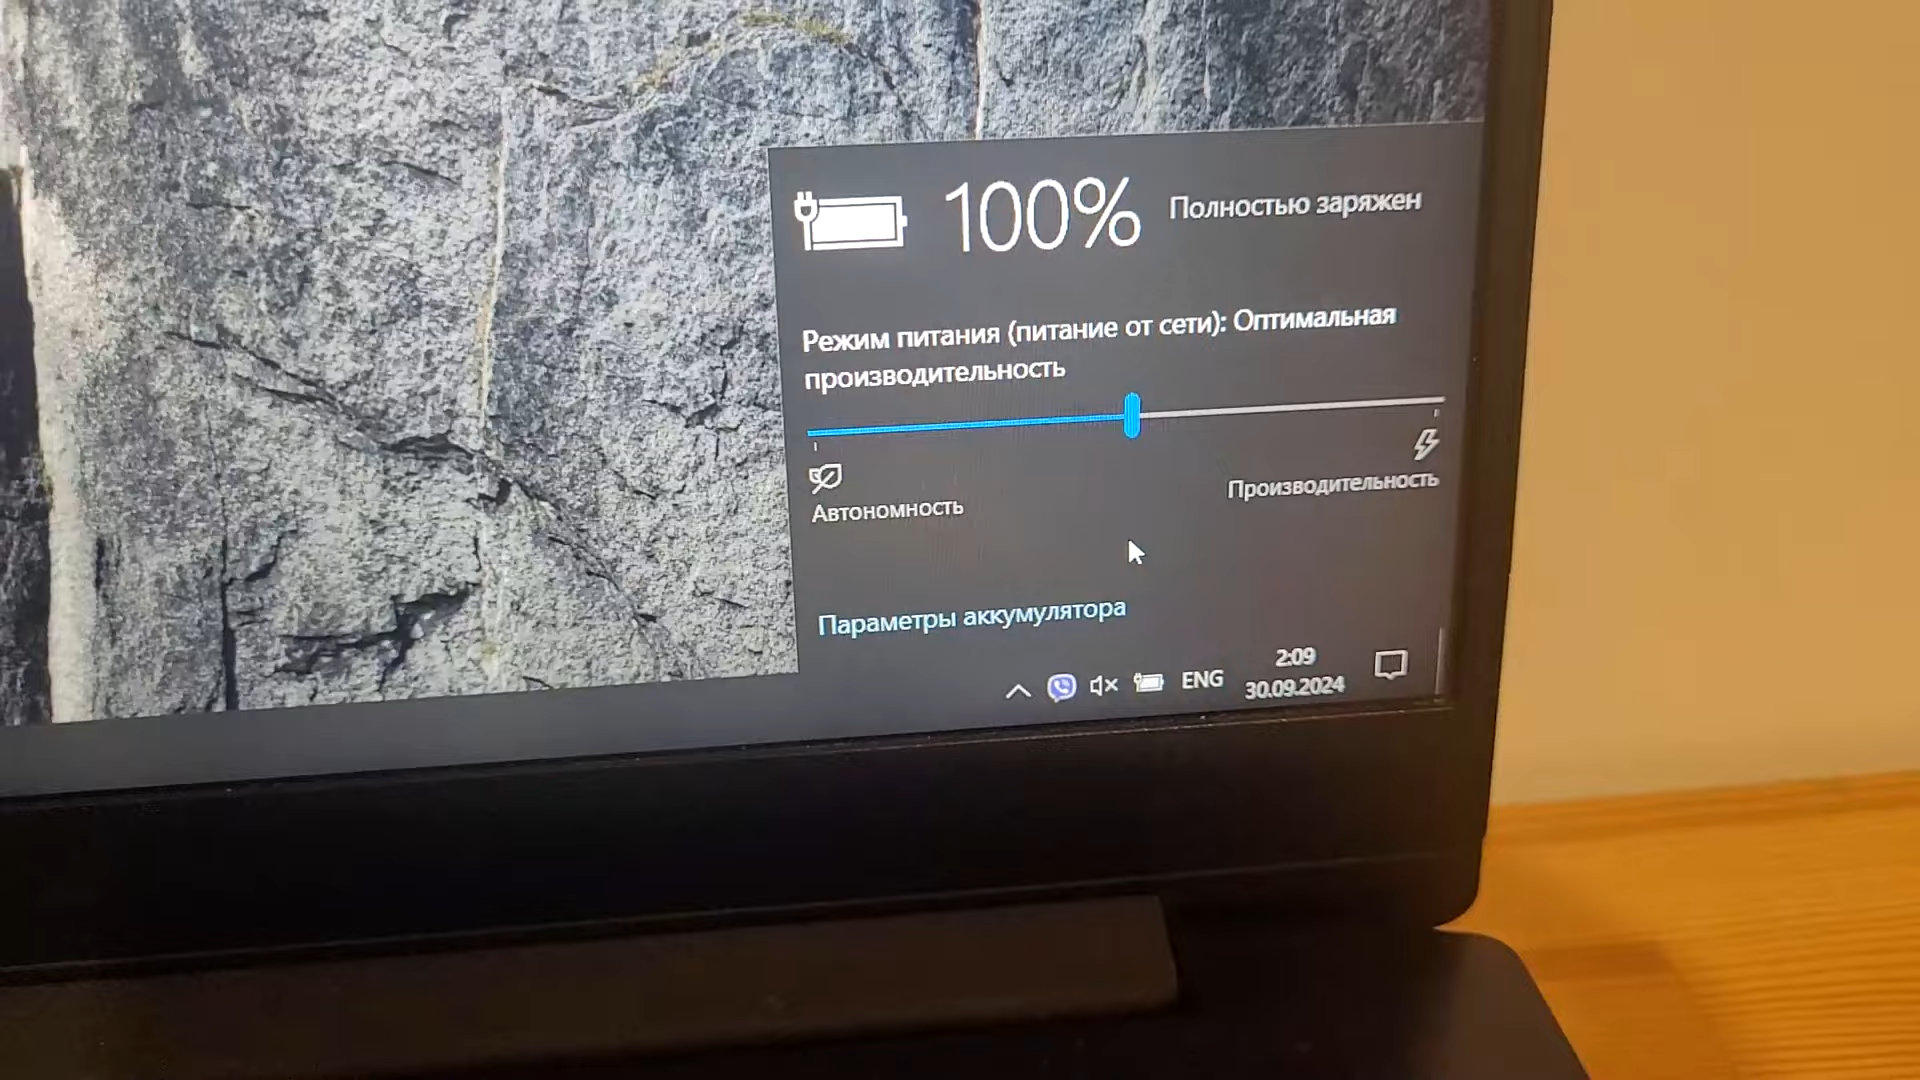 100% Полностью заряжен
Режим питания (питание от сети): Оптимальная
производительность
Автономность
Производительность
Параметры аккумулятора
ENG
2:09
30.09.2024